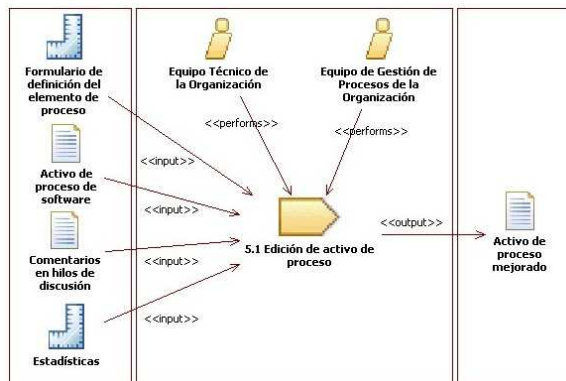 Formulario de
definición del
elemento de
proceso
Equipo Técnico de
la Organización
Equipo de Gestión de
Procesos de la
Organización
<<performs>>
<<performs>>
<<input>>
Activo de
proceso de
software
<<input>>
<<output>>
5.1 Edición de activo de
proceso
Activo de
proceso
mejorado
Comentarios
en hilos de
discusión
<<input>>
<<input>>
Estadísticas